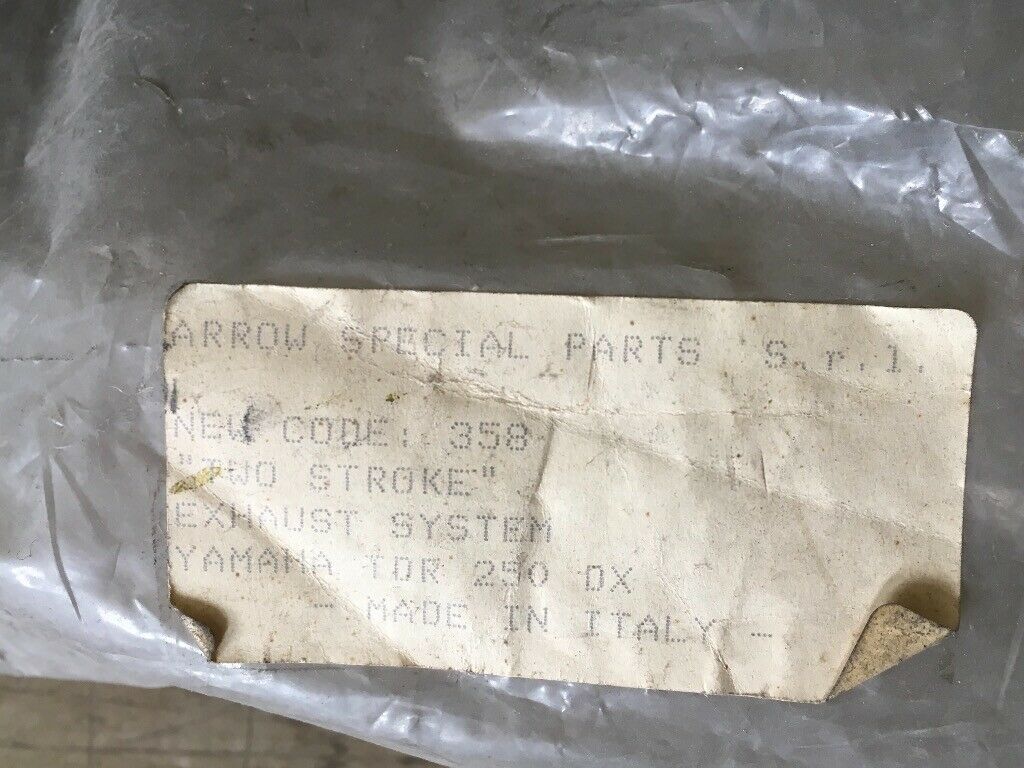 ARROW SPECIAL PARTS S.r.l.
NEW CODE: 358
"TWO STROKE"
EXHAUST SYSTEM
YAMAHA TDR 250 DX
- MADE IN ITALY -